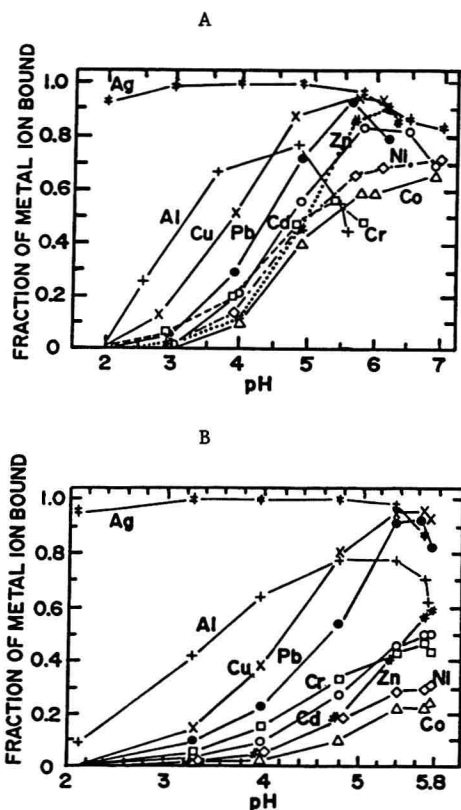 A
FRACTION OF METAL ION BOUND
1.0
0.8
0.6
0.4
0.2
0
Ag
Al
Cu
Pb
Cd
Zn
Ni
Co
Cr
2 3 4 5 6 7
pH
B
FRACTION OF METAL ION BOUND
1.0
0.8
0.6
0.4
0.2
0
Ag
Al
Cu
Pb
Cr
Cd
Zn
Ni
Co
2 3 4 5 5.8
pH